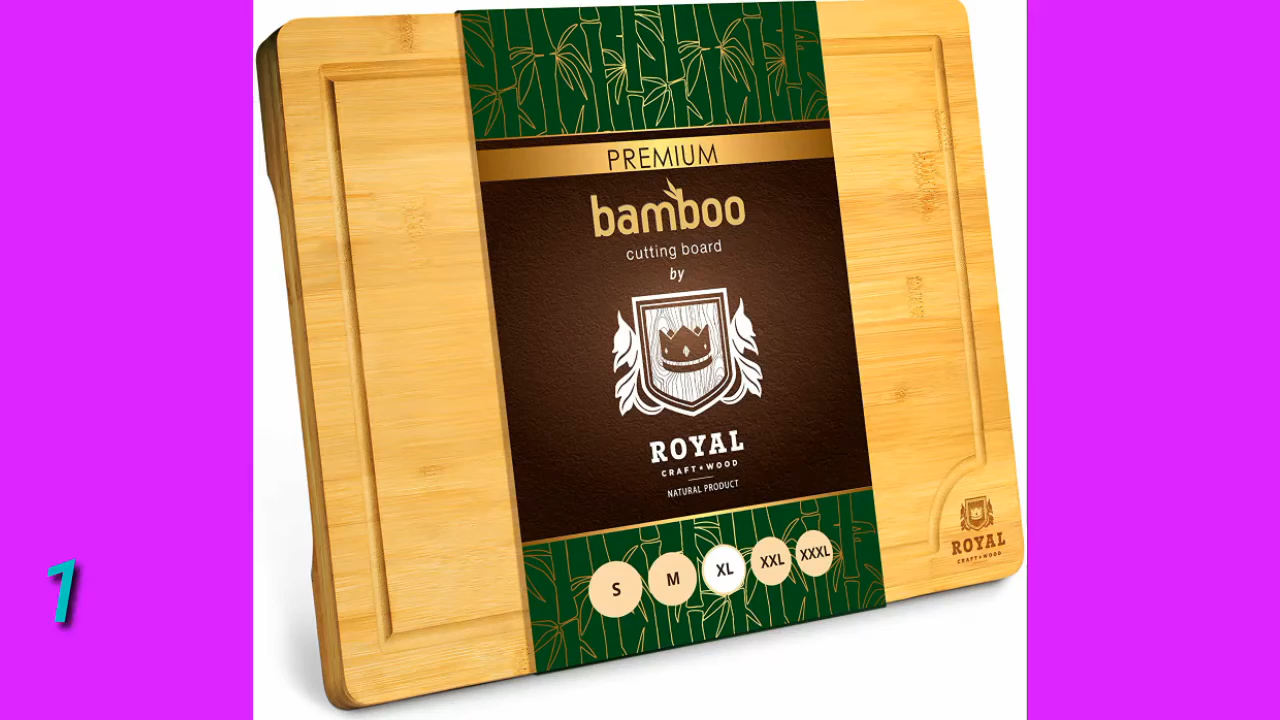 PREMIUM
bamboo
cutting board
by
ROYAL
CRAFT★WOOD
NATURAL PRODUCT
S M XL XXL XXXL
ROYAL
CRAFT★WOOD
1